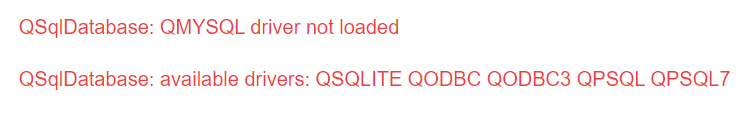 QSqlDatabase: QMYSQL driver not loaded
QSqlDatabase: available drivers: QSQLITE QODBC QODBC3 QPSQL QPSQL7